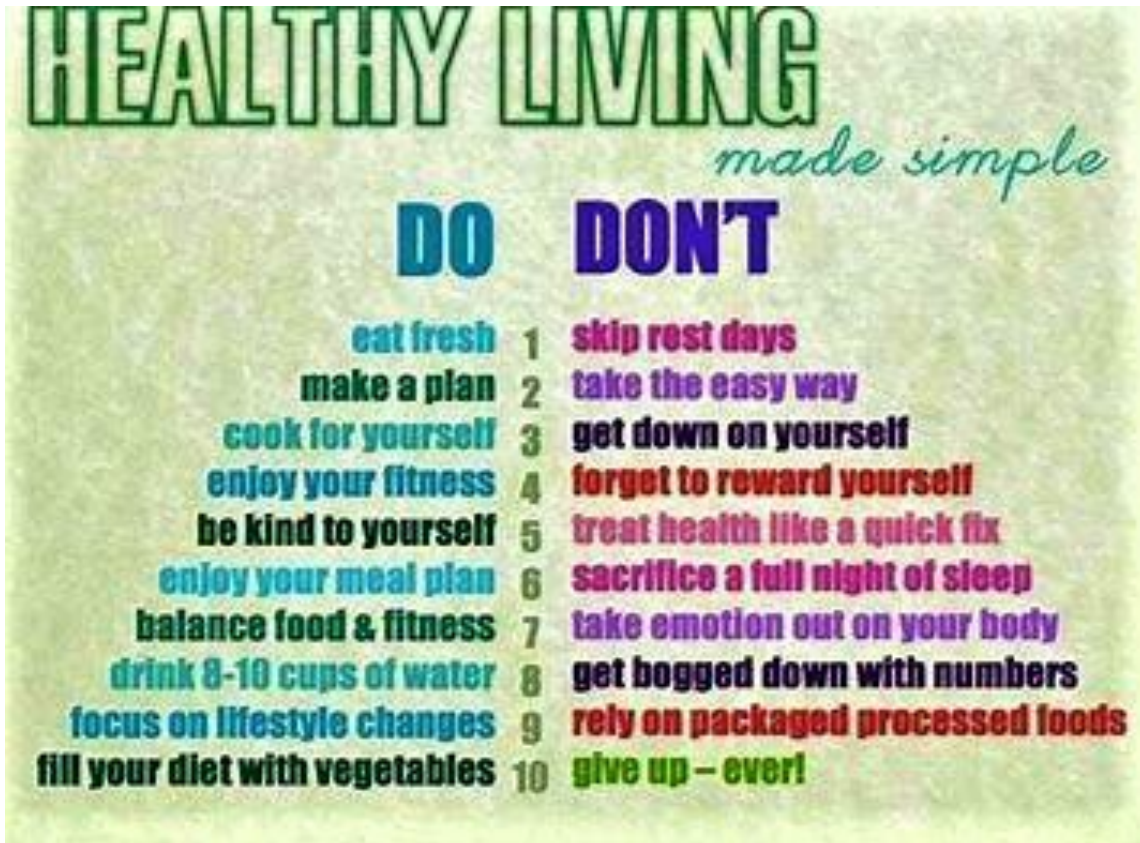 HEALTHY LIVING
made simple
DO DON'T
eat fresh 1 skip rest days
make a plan 2 take the easy way
cook for yourself 3 get down on yourself
enjoy your fitness 4 forget to reward yourself
be kind to yourself 5 treat health like a quick fix
enjoy your meal plan 6 sacrifice a full night of sleep
balance food & fitness 7 take emotion out on your body
drink 8-10 cups of water 8 get bogged down with numbers
focus on lifestyle changes 9 rely on packaged processed foods
fill your diet with vegetables 10 give up – ever!